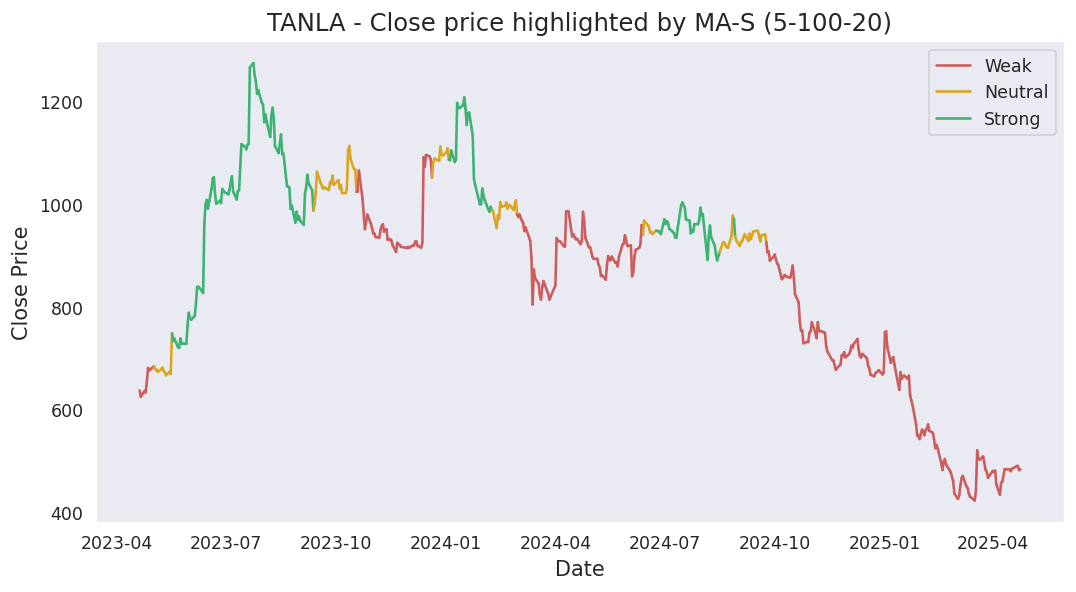 TANLA - Close price highlighted by MA-S (5-100-20)
Weak
Neutral
Strong
Close Price
1200
1000
800
600
400
2023-04 2023-07 2023-10 2024-01 2024-04 2024-07 2024-10 2025-01 2025-04
Date